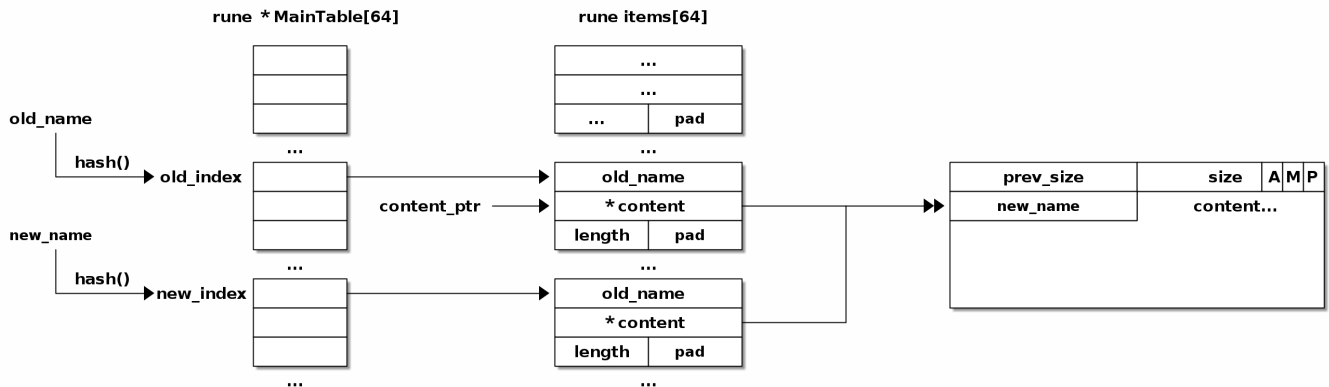 rune *MainTable[64] rune items[64]
...
...
old_name ... pad
... ...
hash()
old_index old_name prev_size size A M P
content_ptr *content new_name content...
new_name length pad
... ...
hash()
new_index old_name
*content
length pad
... ...